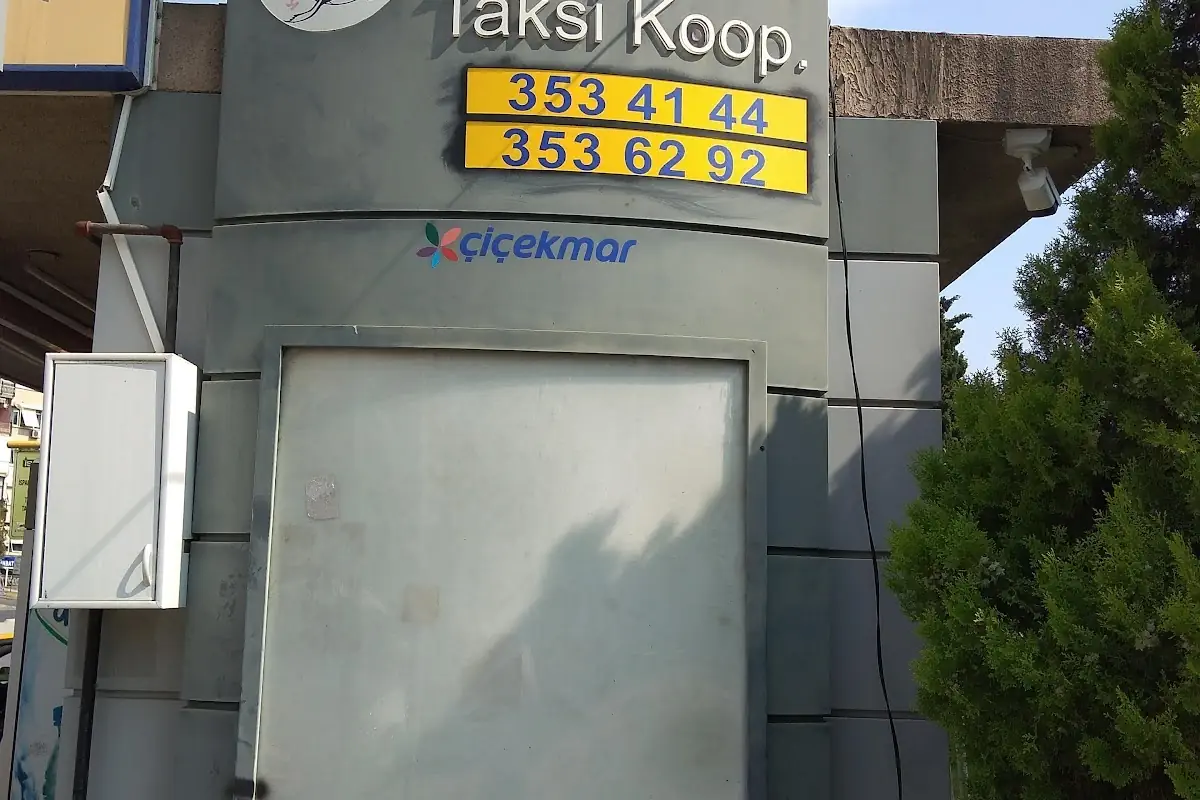 Taksi Koop.
353 41 44
353 62 92
çiçekmar